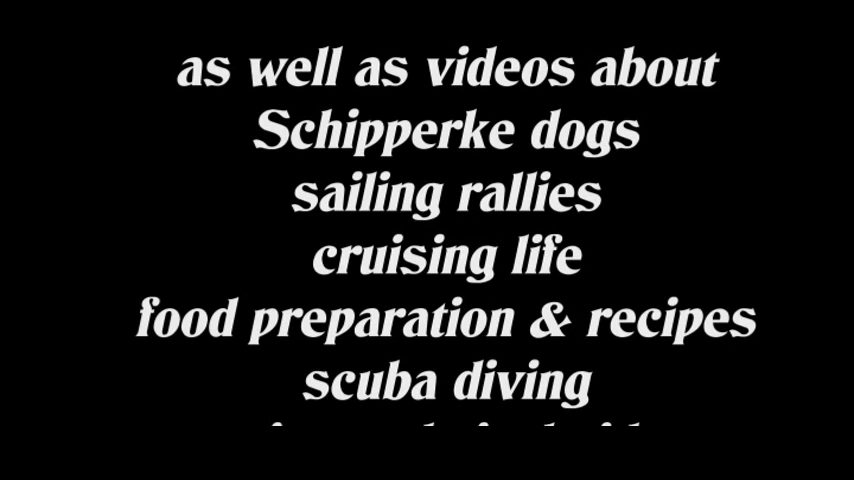 as well as videos about
Schipperke dogs
sailing rallies
cruising life
food preparation & recipes
scuba diving